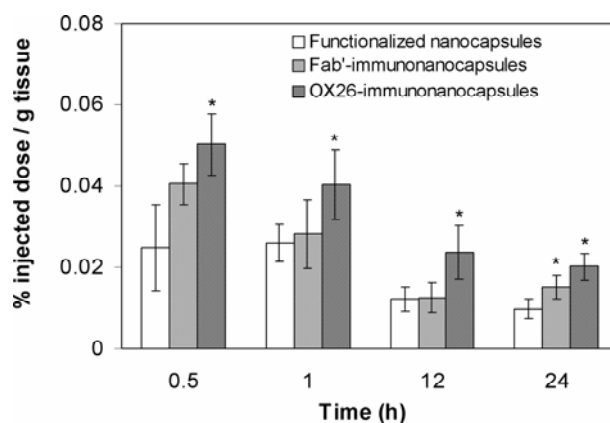 % injected dose / g tissue
0.08
0.06
0.04
0.02
0
Functionalized nanocapsules
Fab'-immunonanocapsules
OX26-immunonanocapsules
*
*
*
*
*
0.5
1
12
24
Time (h)